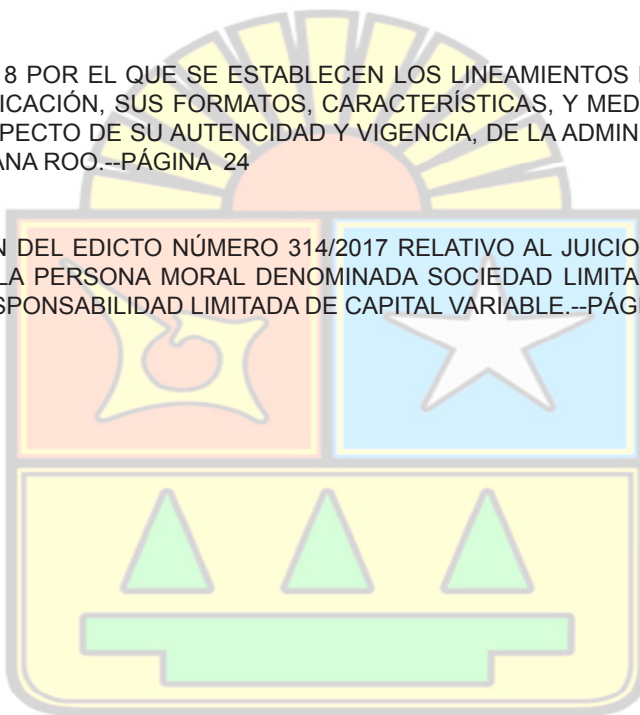 8 POR EL QUE SE ESTABLECEN LOS LINEAMIENTOS
ICACIÓN, SUS FORMATOS, CARACTERÍSTICAS, Y MED
PECTO DE SU AUTENCIDAD Y VIGENCIA, DE LA ADMIN
ANA ROO.--PÁGINA 24
N DEL EDICTO NÚMERO 314/2017 RELATIVO AL JUICIO
LA PERSONA MORAL DENOMINADA SOCIEDAD LIMITA
SPONSABILIDAD LIMITADA DE CAPITAL VARIABLE.--PÁG